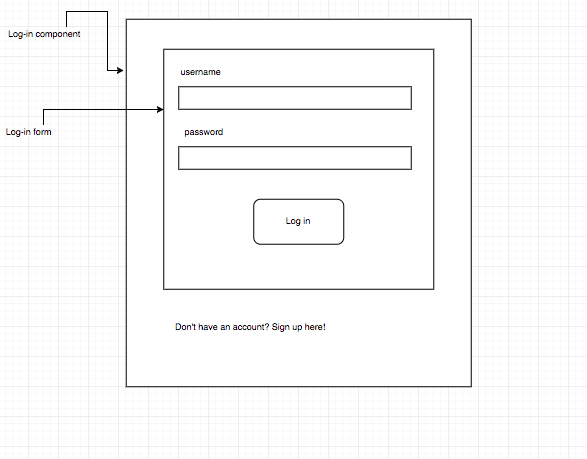 Log-in component
username
Log-in form
password
Log in
Don't have an account? Sign up here!